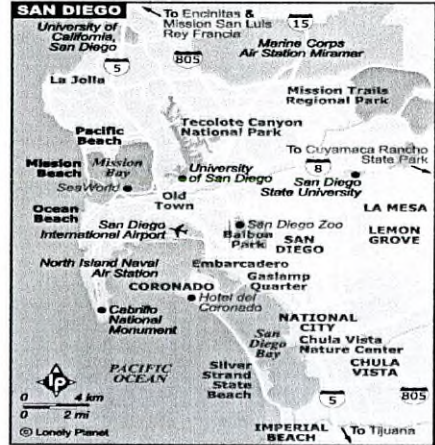 SAN DIEGO
To Encinitas &
Mission San Luis
Rey Francia
15
University of
California,
San Diego
5
805
Marine Corps
Air Station Miramar
La Jolla
Mission Trails
Regional Park
Tecolote Canyon
National Park
Pacific
Beach
To Cuyamaca Rancho
State Park
Mission
Beach
Mission
Bay
8
SeaWorld
University
of San Diego
San Diego
State University
Old
Town
Ocean
Beach
LA MESA
San Diego
International Airport
San Diego Zoo
Balboa
Park
SAN
DIEGO
LEMON
GROVE
North Island Naval
Air Station
Embarcadero
Gaslamp
Quarter
CORONADO
Hotel del
Coronado
Cabrillo
National
Monument
NATIONAL
CITY
San
Diego
Bay
Chula Vista
Nature Center
CHULA
VISTA
PACIFIC
OCEAN
Silver
Strand
State
Beach
lp
0 4 km
0 2 mi
5
805
© Lonely Planet
IMPERIAL
BEACH
To Tijuana